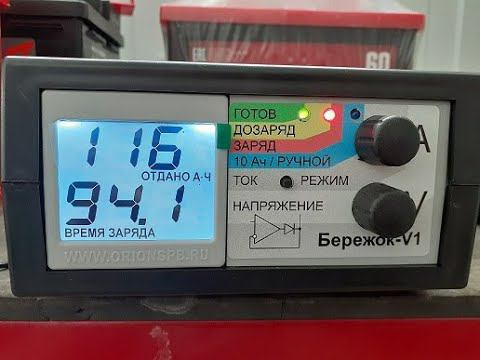 60
116
ОТДАНО А·Ч
94.1
ВРЕМЯ ЗАРЯДА
WWW.ORIONSPB.RU
ГОТОВ
ДОЗАРЯД
ЗАРЯД
10 Ач / РУЧНОЙ
ТОК РЕЖИМ
НАПРЯЖЕНИЕ
A
V
Бережок-V1